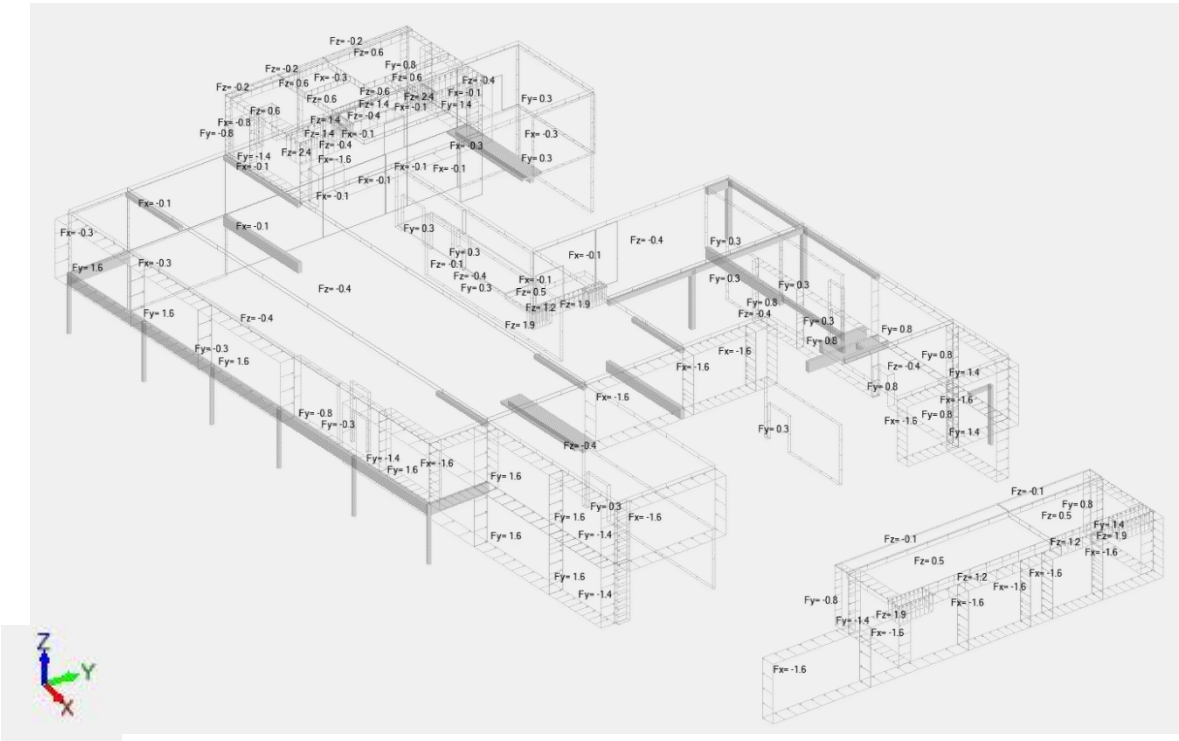 Fz= -0.2
Fz= 0.6
Fz= -0.2
Fy= 0.8
Fz= 0.6
Fx= -0.3
Fz= 0.6
Fz= -0.4
Fz= -0.2
Fz= 0.6
Fx= -0.1
Fz= 0.6
Fz= 2.4
Fy= 0.3
Fz= 1.4
Fx= -0.1
Fy= 1.4
Fz= 0.6
Fz= -0.4
Fx= -0.8
Fz= 1.4
Fy= -0.8
Fz= 1.4
Fx= -0.1
Fx= -0.3
Fz= -0.4
Fx= -0.3
Fz= 2.4
Fy= -1.4
Fx= -1.6
Fy= 0.3
Fx= -0.1
Fx= -0.1
Fx= -0.1
Fx= -0.1
Fx= -0.1
Fx= -0.1
Fx= -0.1
Fy= 0.3
Fx= -0.3
Fz= -0.4
Fy= 0.3
Fy= 0.3
Fx= -0.1
Fx= -0.3
Fz= -0.1
Fy= 1.6
Fz= -0.4
Fx= -0.1
Fy= 0.3
Fy= 0.3
Fz= -0.4
Fy= 0.3
Fz= 0.5
Fy= 0.8
Fz= 1.2
Fz= 1.9
Fy= 1.6
Fz= -0.4
Fz= -0.4
Fy= 0.3
Fz= 1.9
Fy= 0.8
Fy= 0.8
Fy= -0.3
Fx= -1.6
Fy= 0.8
Fy= 1.6
Fz= -0.4
Fy= 1.4
Fy= 0.8
Fx= -1.6
Fx= -1.6
Fx= -1.6
Fy= -0.8
Fy= 0.8
Fx= -1.6
Fy= -0.3
Fy= 0.3
Fy= 1.4
Fz= -0.4
Fy= -1.4
Fx= -1.6
Fy= 1.6
Fy= 1.6
Fz= -0.1
Fy= 0.3
Fy= 0.8
Fy= 1.6
Fx= -1.6
Fz= 0.5
Fy= 1.4
Fy= 1.6
Fy= -1.4
Fz= 1.9
Fz= -0.1
Fz= 1.2
Fx= -1.6
Fz= 0.5
Fy= 1.6
Fx= -1.6
Fz= 1.2
Fx= -1.6
Fy= -1.4
Fy= -0.8
Fx= -1.6
Fz= 1.9
Fy= -1.4
Fx= -1.6
Z
Fx= -1.6
Y
X